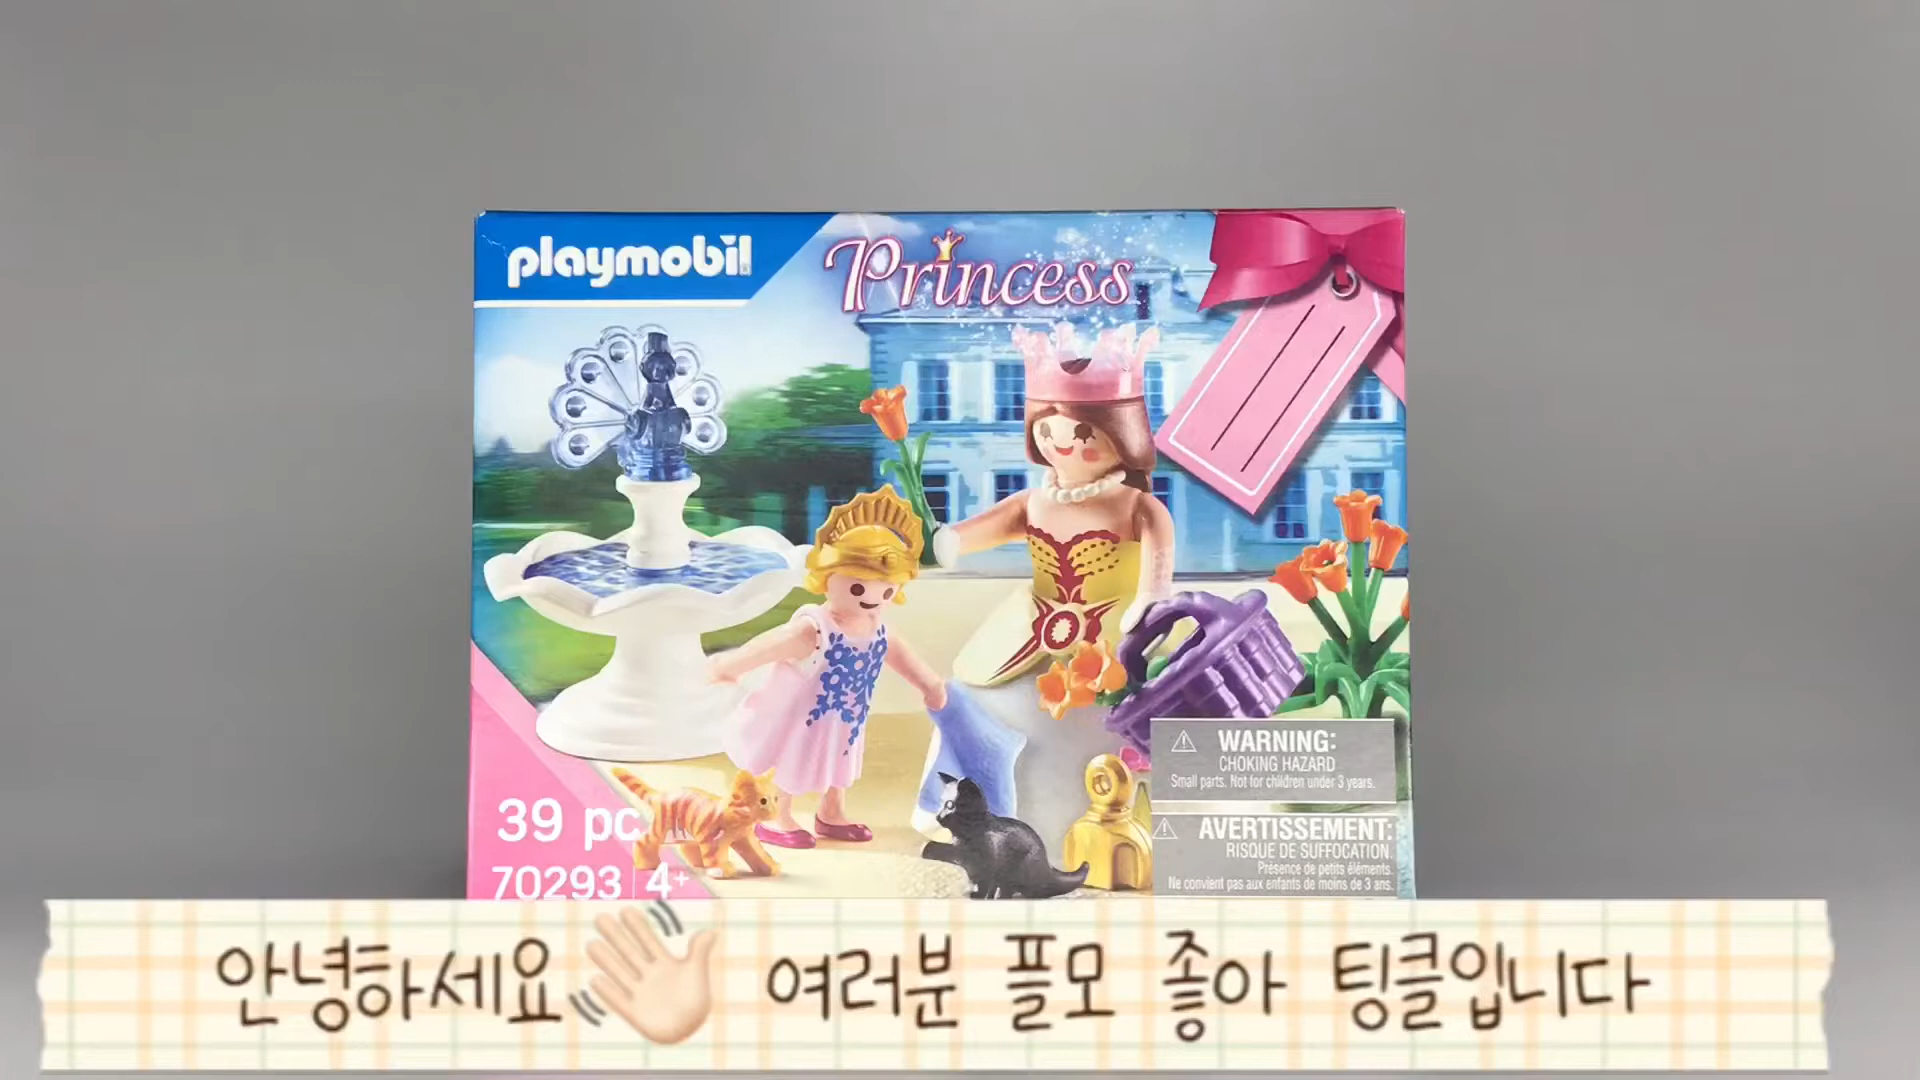 playmobil
Princess
WARNING:
CHOKING HAZARD
Small parts. Not for children under 3 years.
39 pc
70293 4+
AVERTISSEMENT:
RISQUE DE SUFFOCATION.
Présence de petits éléments.
Ne convient pas aux enfants de moins de 3 ans.
안녕하세요👋🏻 여러분 플모 좋아 팅클입니다